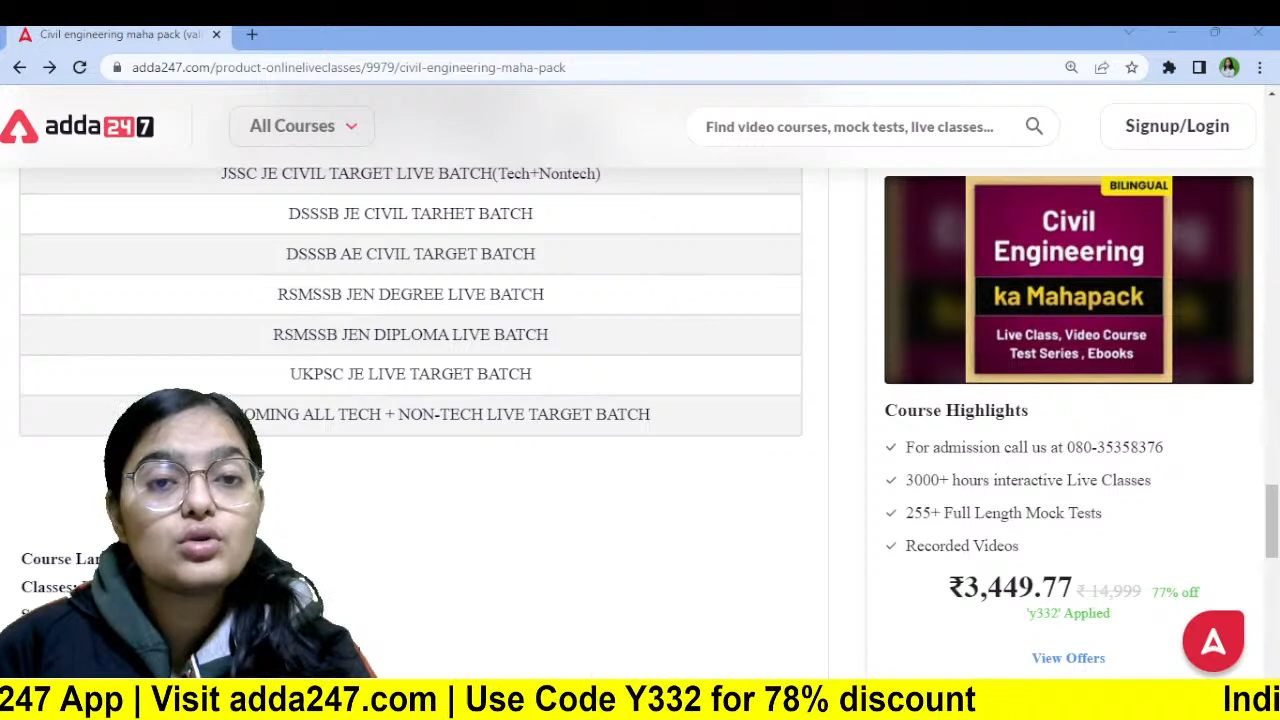 Civil engineering maha pack (val
adda247.com/product-onlineliveclasses/9979/civil-engineering-maha-pack
adda247
All Courses
Find video courses, mock tests, live classes...
Signup/Login
JSSC JE CIVIL TARGET LIVE BATCH(Tech+Nontech)
DSSSB JE CIVIL TARHET BATCH
DSSSB AE CIVIL TARGET BATCH
RSMSSB JEN DEGREE LIVE BATCH
RSMSSB JEN DIPLOMA LIVE BATCH
UKPSC JE LIVE TARGET BATCH
OMING ALL TECH + NON-TECH LIVE TARGET BATCH
Course Lan
Classes:
BILINGUAL
Civil
Engineering
ka Mahapack
Live Class, Video Course
Test Series , Ebooks
Course Highlights
For admission call us at 080-35358376
3000+ hours interactive Live Classes
255+ Full Length Mock Tests
Recorded Videos
₹3,449.77 ₹ 14,999 77% off
'y332' Applied
View Offers
247 App | Visit adda247.com | Use Code Y332 for 78% discount Indi